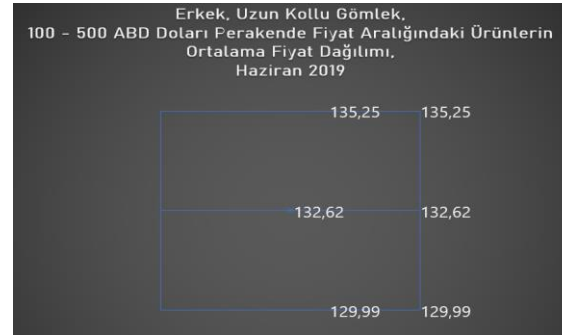 Erkek, Uzun Kollu Gömlek,
100 - 500 ABD Doları Perakende Fiyat Aralığındaki Ürünlerin
Ortalama Fiyat Dağılımı,
Haziran 2019
135,25 135,25
132,62 132,62
129,99 129,99